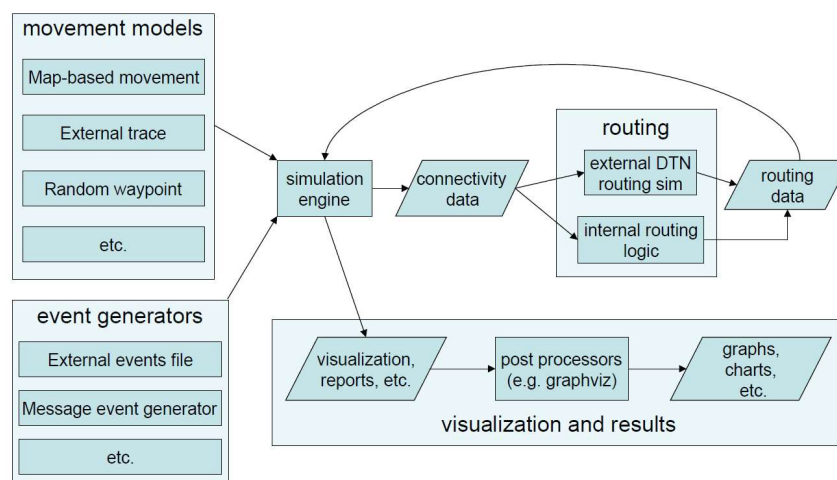 movement models
Map-based movement
External trace
Random waypoint
etc.
event generators
External events file
Message event generator
etc.
simulation
engine
connectivity
data
routing
external DTN
routing sim
internal routing
logic
routing
data
visualization,
reports, etc.
post processors
(e.g. graphviz)
graphs,
charts,
etc.
visualization and results